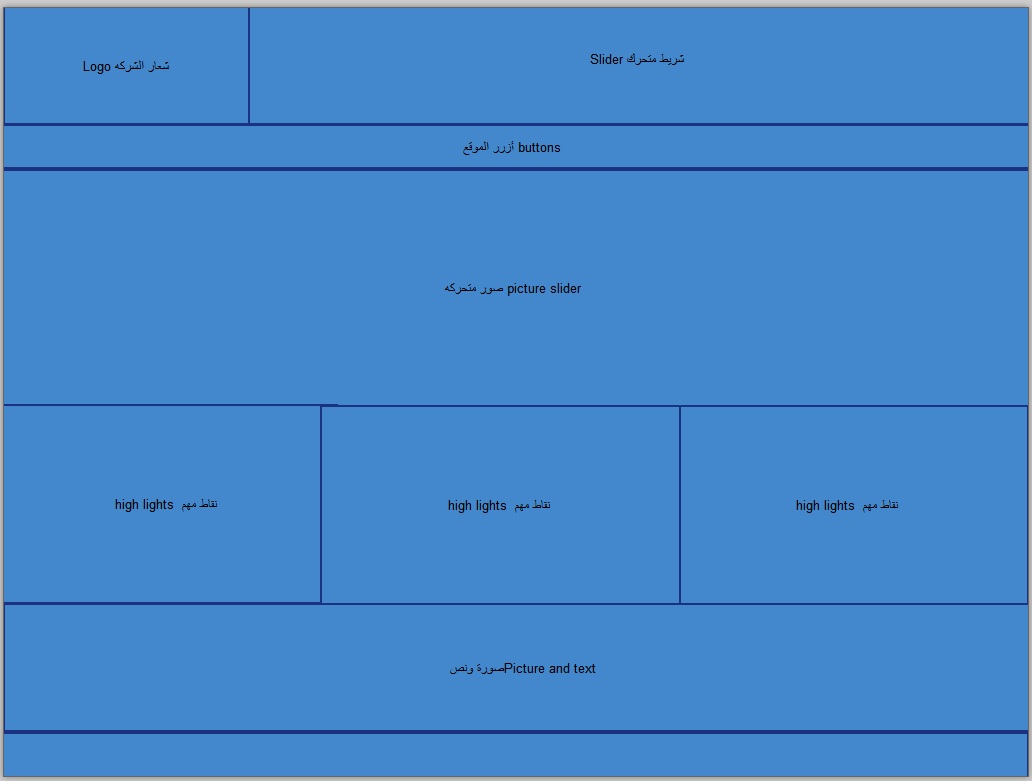 Logo شعار الشركه
Slider شريط متحرك
أزرر الموقع buttons
صور متحركه picture slider
high lights نقاط مهم
high lights نقاط مهم
high lights نقاط مهم
صورة ونصPicture and text